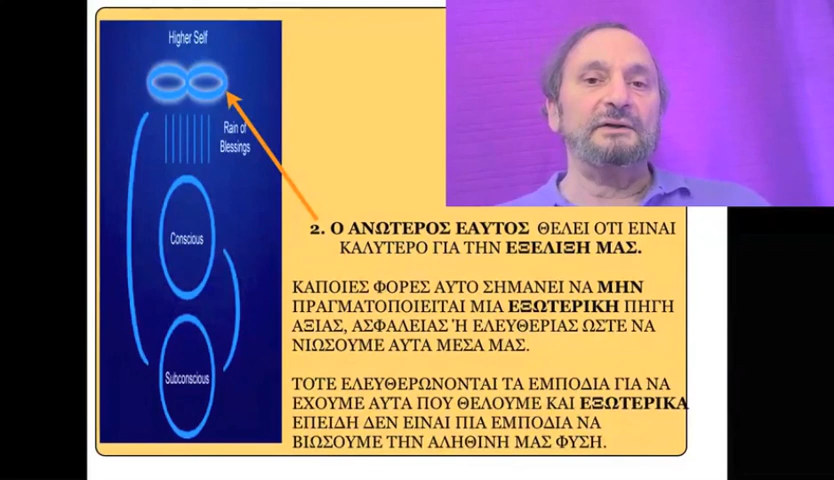 Higher Self
Rain of
Blessings
Conscious
Subconscious
2. Ο ΑΝΩΤΕΡΟΣ ΕΑΥΤΟΣ ΘΕΛΕΙ ΟΤΙ ΕΙΝΑΙ
ΚΑΛΥΤΕΡΟ ΓΙΑ ΤΗΝ ΕΞΕΛΙΞΗ ΜΑΣ.
ΚΑΠΟΙΕΣ ΦΟΡΕΣ ΑΥΤΟ ΣΗΜΑΝΕΙ ΝΑ ΜΗΝ
ΠΡΑΓΜΑΤΟΠΟΙΕΙΤΑΙ ΜΙΑ ΕΞΩΤΕΡΙΚΗ ΠΗΓΗ
ΑΞΙΑΣ, ΑΣΦΑΛΕΙΑΣ Ή ΕΛΕΥΘΕΡΙΑΣ ΩΣΤΕ ΝΑ
ΝΙΩΣΟΥΜΕ ΑΥΤΑ ΜΕΣΑ ΜΑΣ.
ΤΟΤΕ ΕΛΕΥΘΕΡΩΝΟΝΤΑΙ ΤΑ ΕΜΠΟΔΙΑ ΓΙΑ ΝΑ
ΕΧΟΥΜΕ ΑΥΤΑ ΠΟΥ ΘΕΛΟΥΜΕ ΚΑΙ ΕΞΩΤΕΡΙΚΑ
ΕΠΕΙΔΗ ΔΕΝ ΕΙΝΑΙ ΠΙΑ ΕΜΠΟΔΙΑ ΝΑ
ΒΙΩΣΟΥΜΕ ΤΗΝ ΑΛΗΘΙΝΗ ΜΑΣ ΦΥΣΗ.